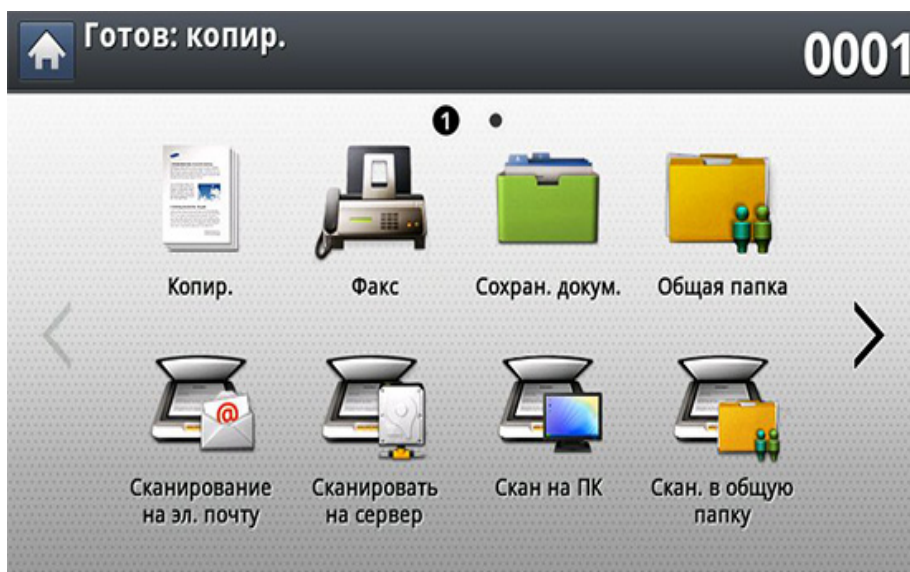 Готов: копир.
0001
1
Копир.
Факс
Сохран. докум.
Общая папка
Сканирование
на эл. почту
Сканировать
на сервер
Скан на ПК
Скан. в общую
папку
@